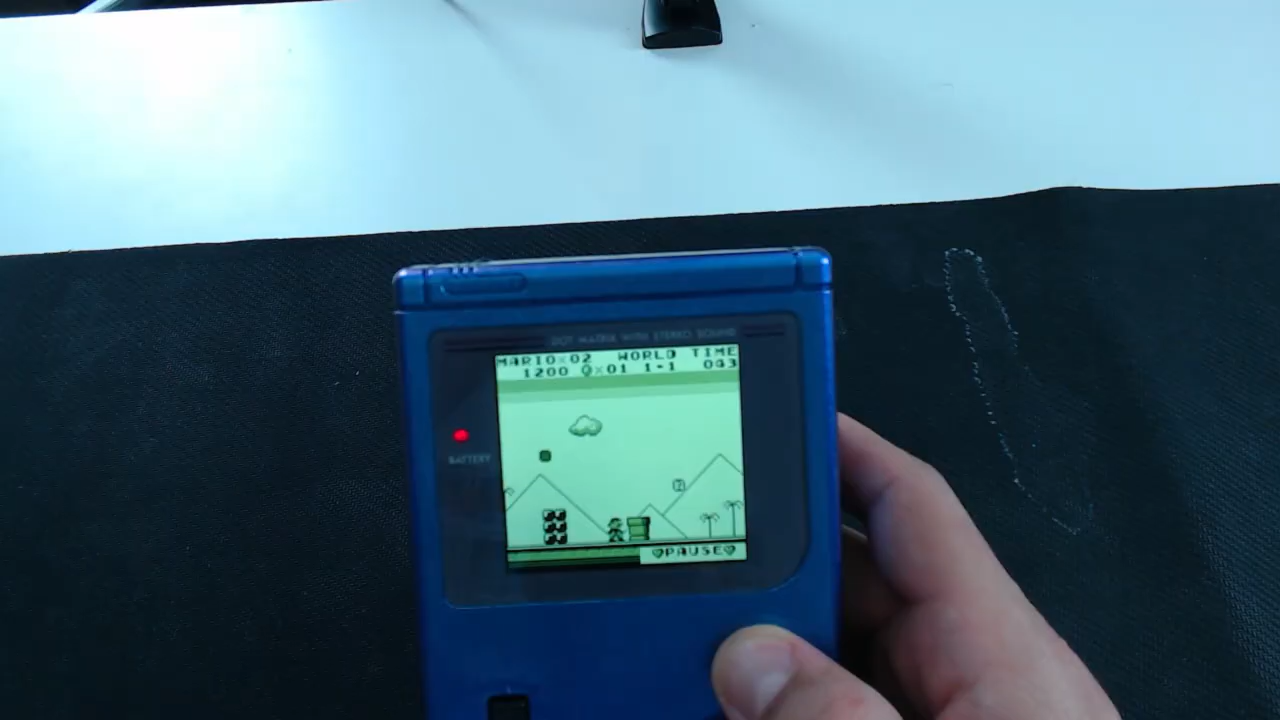 DOT MATRIX WITH STEREO SOUND
MARIO×02 WORLD TIME
1200 ×01 1-1 043
BATTERY
♥PAUSE♥